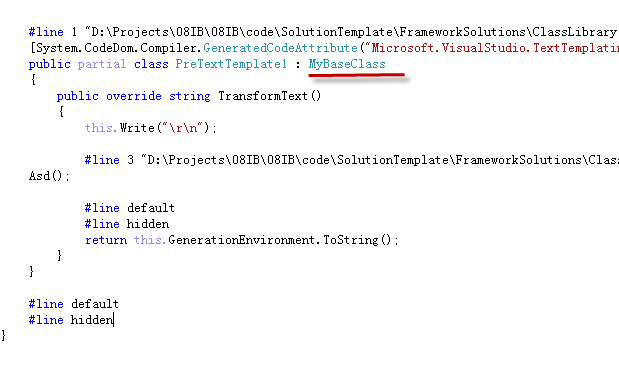 #line 1 "D:\Projects\08IB\08IB\code\SolutionTemplate\FrameworkSolutions\ClassLibrary
[System.CodeDom.Compiler.GeneratedCodeAttribute("Microsoft.VisualStudio.TextTemplatin
public partial class PreTextTemplate1 : MyBaseClass
{
public override string TransformText()
{
this.Write("\r\n");
#line 3 "D:\Projects\08IB\08IB\code\SolutionTemplate\FrameworkSolutions\Clas
Asd();
#line default
#line hidden
return this.GenerationEnvironment.ToString();
}
}
#line default
#line hidden
}